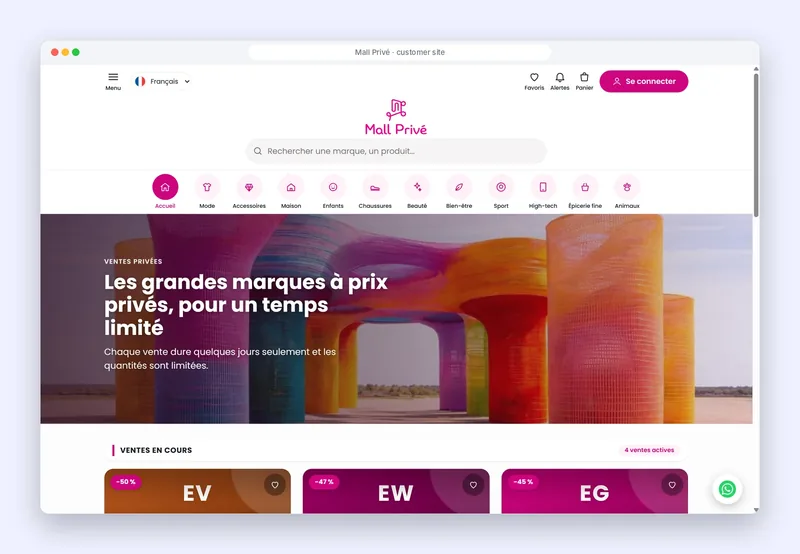 Mall Privé · customer site
Menu
Français
Favoris
Alertes
Panier
Se connecter
Mall Privé
Rechercher une marque, un produit...
Accueil
Mode
Accessoires
Maison
Enfants
Chaussures
Beauté
Bien-être
Sport
High-tech
Épicerie fine
Animaux
VENTES PRIVÉES
Les grandes marques à prix
privés, pour un temps
limité
Chaque vente dure quelques jours seulement et les
quantités sont limitées.
VENTES EN COURS
4 ventes actives
-50 %
EV
-47 %
EW
-45 %
EG